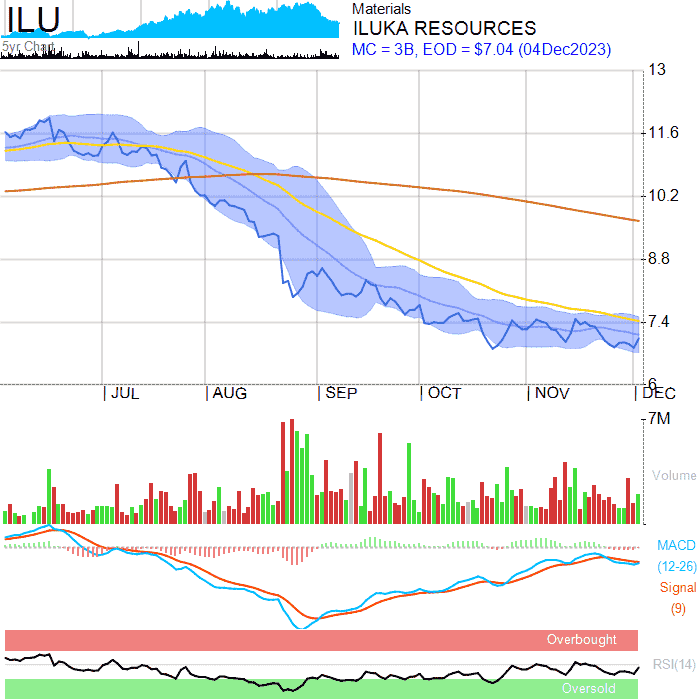 ILU
5yr Chart
Materials
ILUKA RESOURCES
MC = 3B, EOD = $7.04 (04Dec2023)
13
11.6
10.2
8.8
7.4
6
JUL AUG SEP OCT NOV DEC
7M
Volume
MACD
(12-26)
Signal
(9)
Overbought
RSI(14)
Oversold